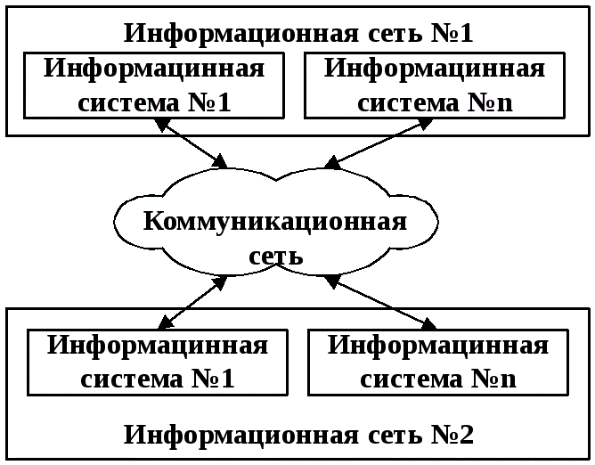 Информационная сеть №1
Информацинная
система №1
Информацинная
система №n
Коммуникационная
сеть
Информацинная
система №1
Информацинная
система №n
Информационная сеть №2